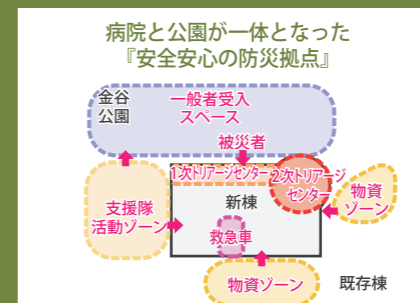 病院と公園が一体となった
『安全安心の防災拠点』
金谷
公園
一般者受入
スペース
被災者
1次トリアージセンター
2次トリアージ
センター
新棟
物資
ゾーン
支援隊
活動ゾーン
救急車
物資ゾーン
既存棟